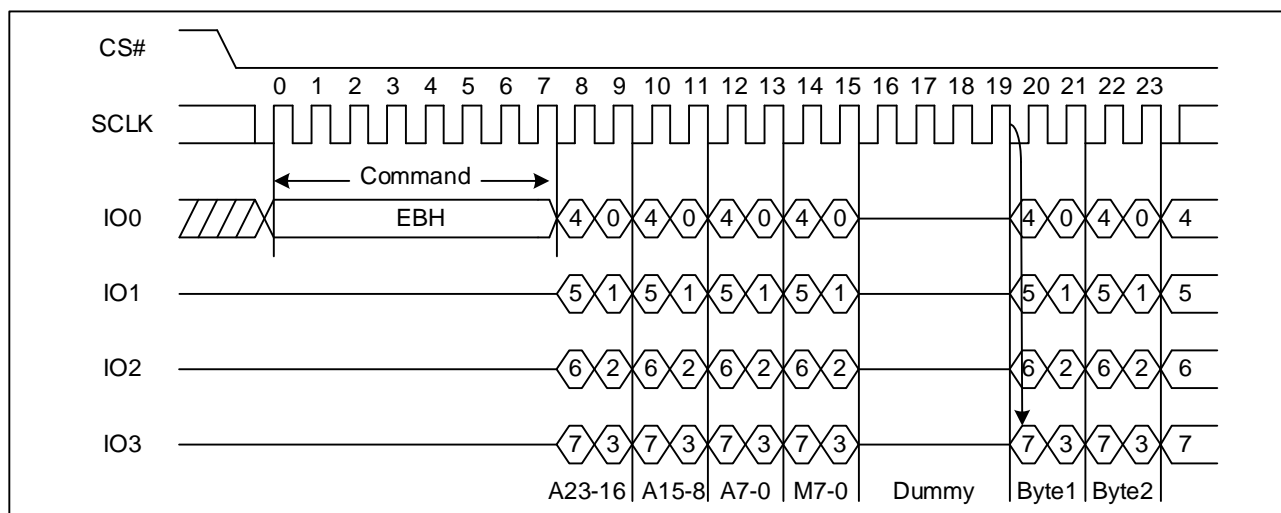 CS#
0 1 2 3 4 5 6 7 8 9 10 11 12 13 14 15 16 17 18 19 20 21 22 23
SCLK
Command
IO0 EBH 4 0 4 0 4 0 4 0 4 0 4 0 4
IO1 5 1 5 1 5 1 5 1 5 1 5 1 5
IO2 6 2 6 2 6 2 6 2 6 2 6 2 6
IO3 7 3 7 3 7 3 7 3 7 3 7 3 7
A23-16 A15-8 A7-0 M7-0 Dummy Byte1 Byte2